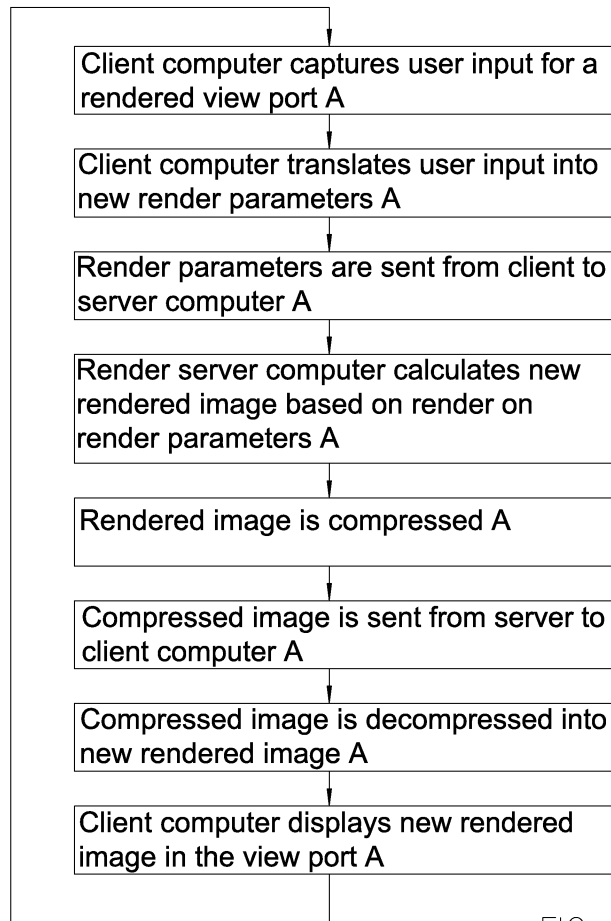 Client computer captures user input for a
rendered view port A
Client computer translates user input into
new render parameters A
Render parameters are sent from client to
server computer A
Render server computer calculates new
rendered image based on render on
render parameters A
Rendered image is compressed A
Compressed image is sent from server to
client computer A
Compressed image is decompressed into
new rendered image A
Client computer displays new rendered
image in the view port A